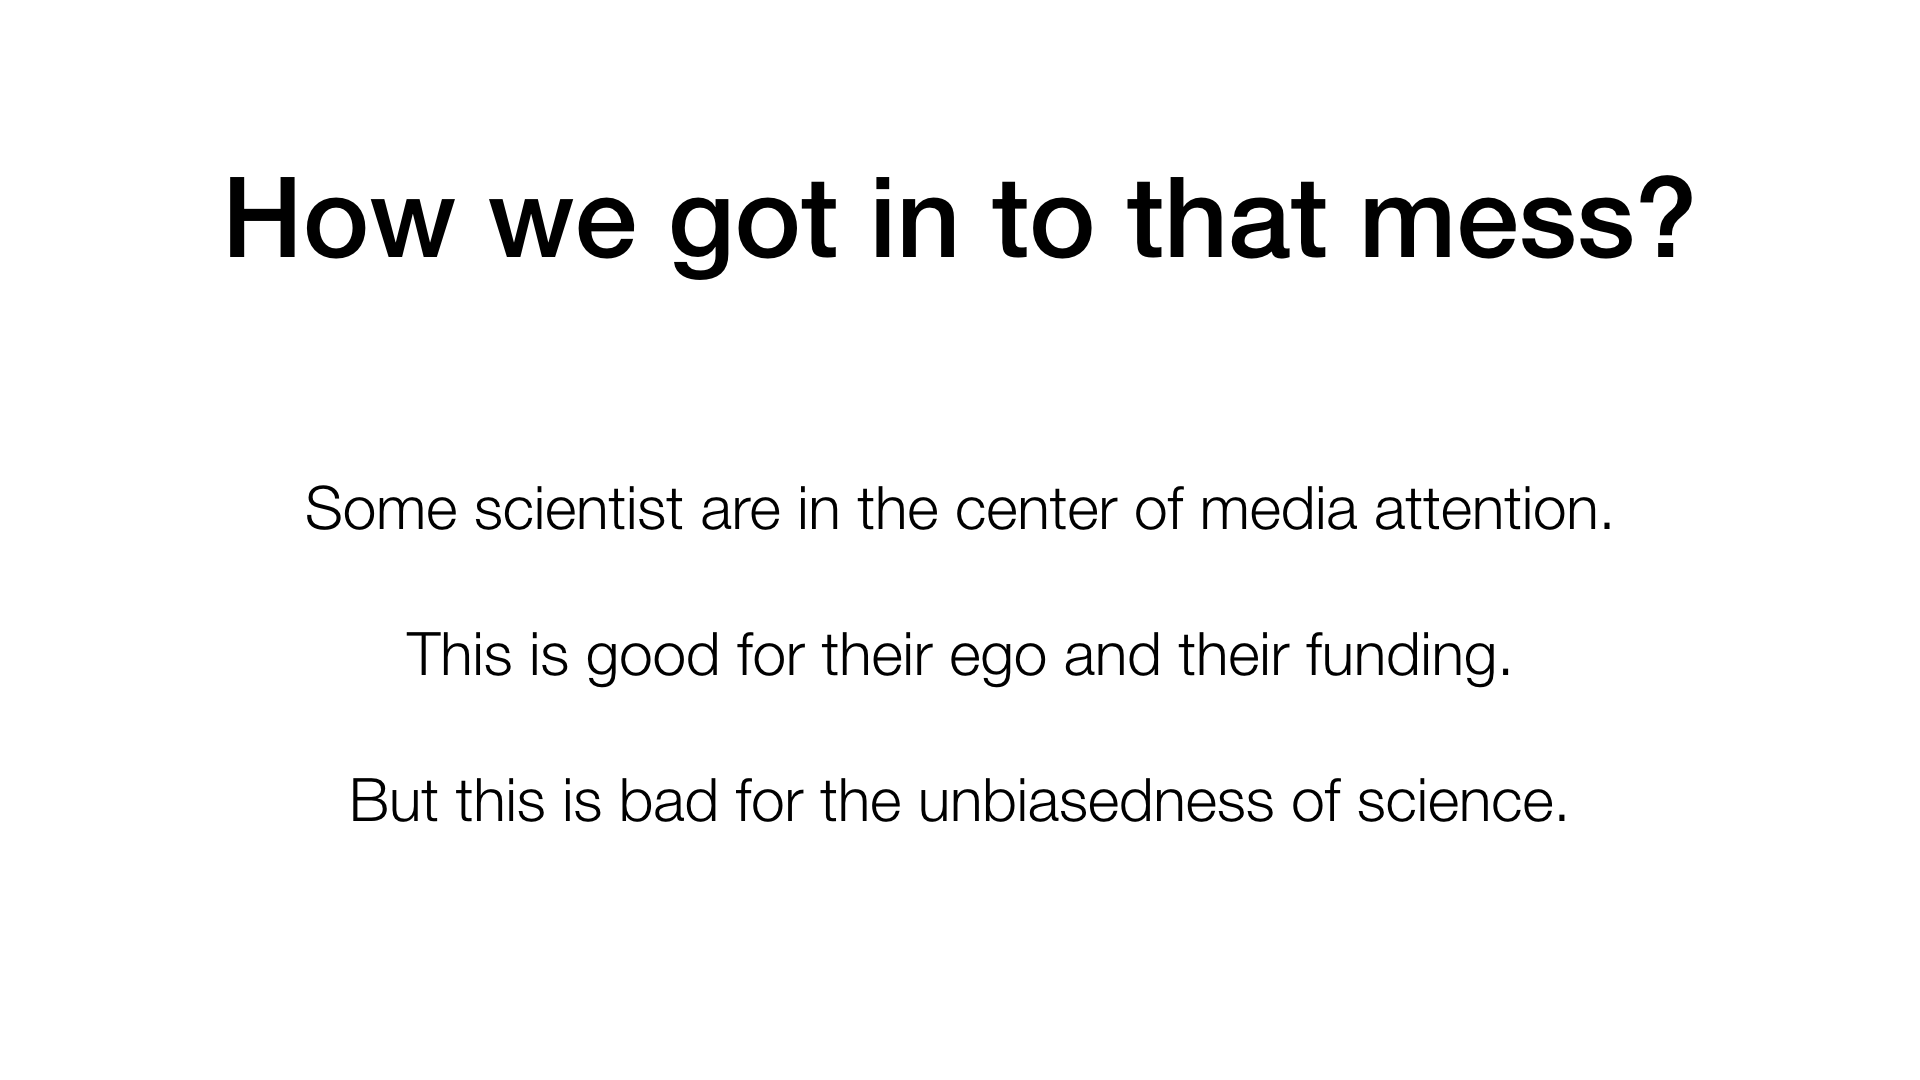 How we got in to that mess?
Some scientist are in the center of media attention.
This is good for their ego and their funding.
But this is bad for the unbiasedness of science.